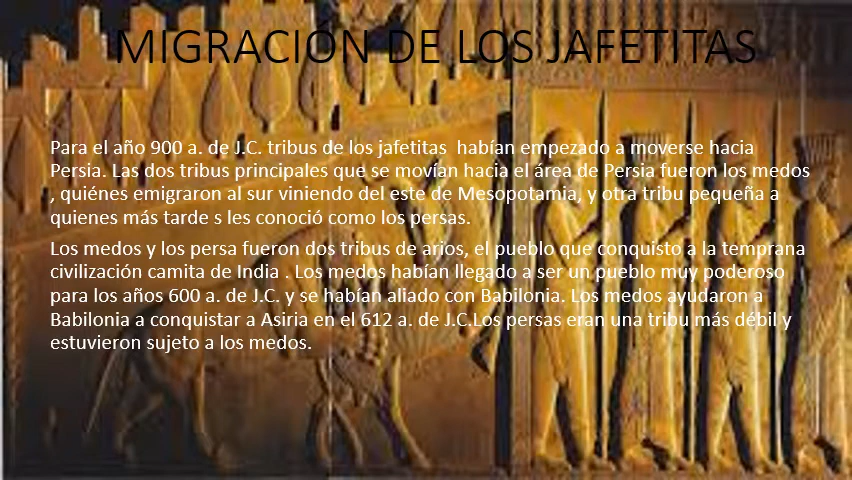 MIGRACIÓN DE LOS JAFETITAS
Para el año 900 a. de J.C. tribus de los jafetitas habían empezado a moverse hacia
Persia. Las dos tribus principales que se movían hacia el área de Persia fueron los medos
, quiénes emigraron al sur viniendo del este de Mesopotamia, y otra tribu pequeña a
quienes más tarde s les conoció como los persas.
Los medos y los persa fueron dos tribus de arios, el pueblo que conquisto a la temprana
civilización camita de India . Los medos habían llegado a ser un pueblo muy poderoso
para los años 600 a. de J.C. y se habían aliado con Babilonia. Los medos ayudaron a
Babilonia a conquistar a Asiria en el 612 a. de J.C.Los persas eran una tribu más débil y
estuvieron sujeto a los medos.